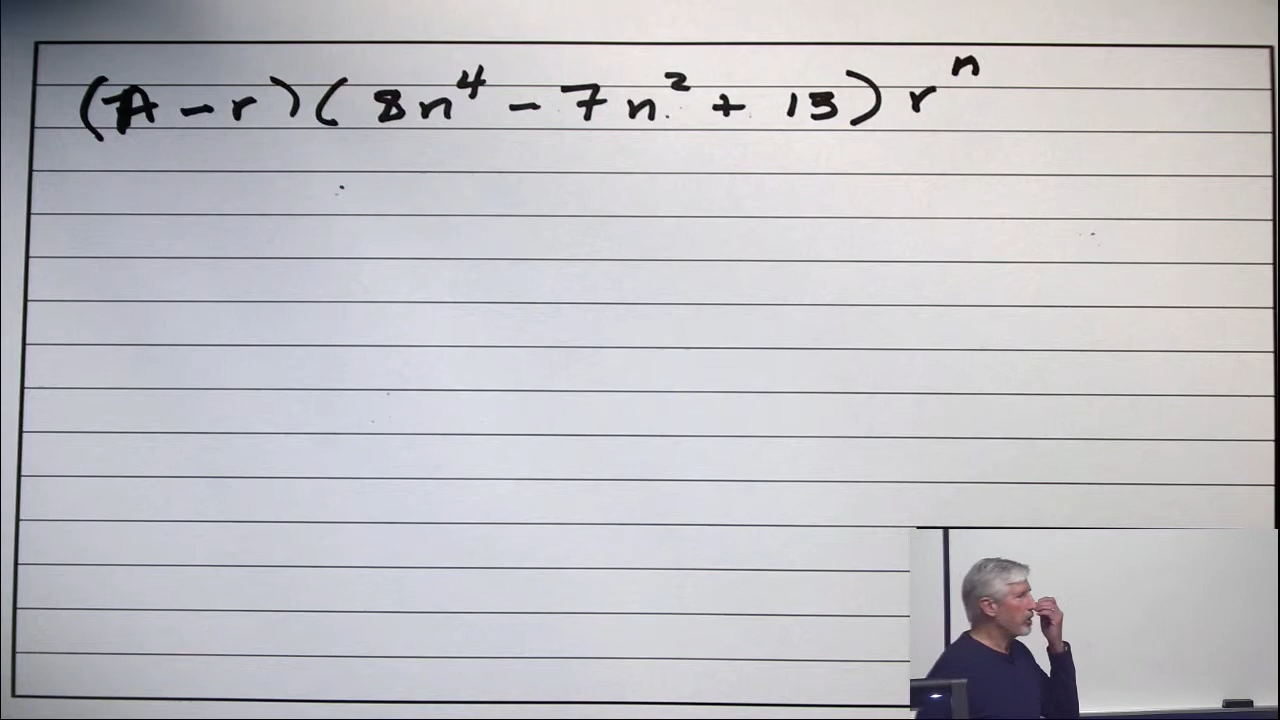 (A - r)(8n⁴ - 7n² + 15) rⁿ